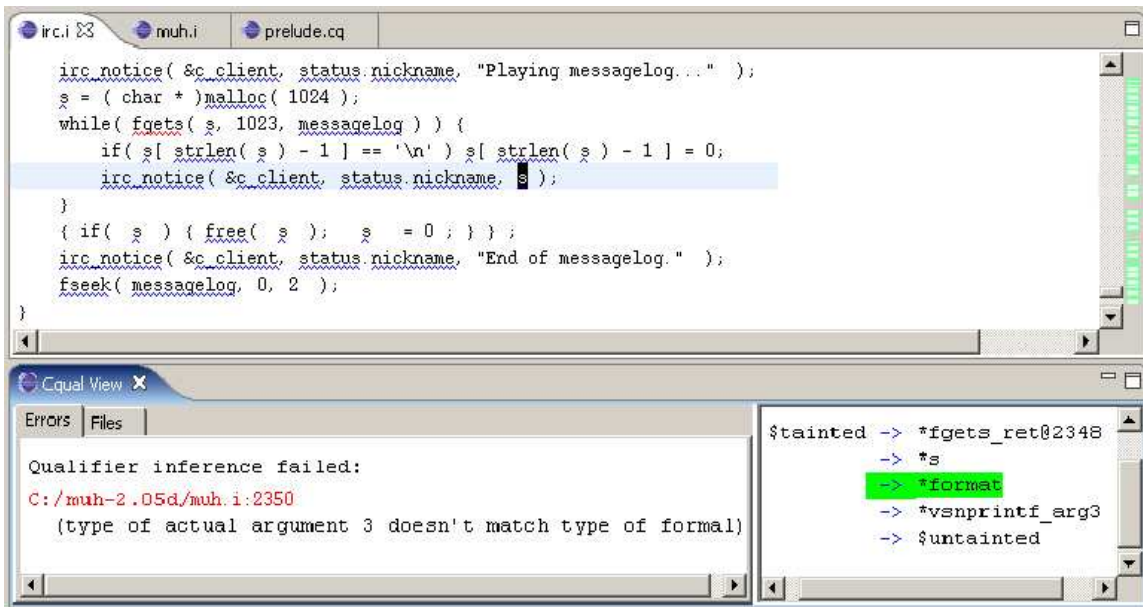 irc.i muh.i prelude.cq
irc_notice( &c_client, status.nickname, "Playing messagelog..." );
s = ( char * )malloc( 1024 );
while( fgets( s, 1023, messagelog ) ) {
if( s[ strlen( s ) - 1 ] == '\n' ) s[ strlen( s ) - 1 ] = 0;
irc_notice( &c_client, status.nickname, s );
}
{ if( s ) { free( s ); s = 0 ; } } ;
irc_notice( &c_client, status.nickname, "End of messagelog." );
fseek( messagelog, 0, 2 );
}
Cqual View
Errors Files
Qualifier inference failed:
C:/muh-2.05d/muh.i:2350
(type of actual argument 3 doesn't match type of formal)
$tainted -> *fgets_ret@2348
-> *s
-> *format
-> *vsnprintf_arg3
-> $untainted